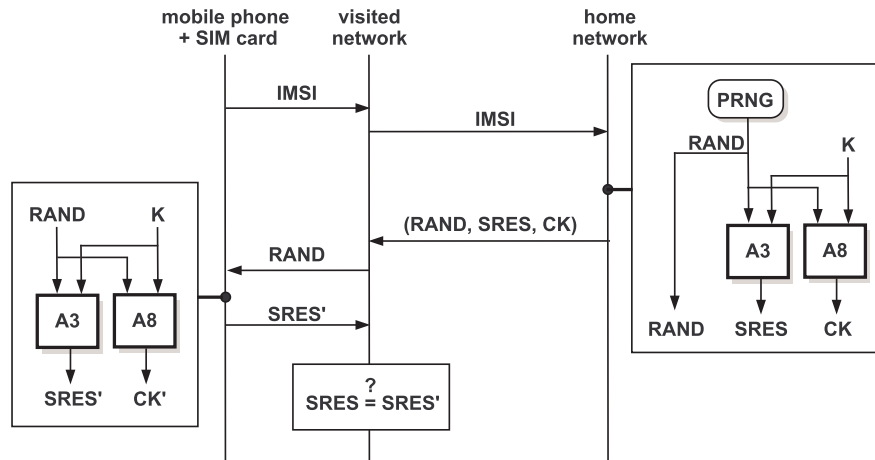 mobile phone
+ SIM card
visited
network
home
network
IMSI
IMSI
PRNG
RAND
K
A3
A8
RAND
SRES
CK
(RAND, SRES, CK)
RAND
RAND
K
A3
A8
SRES'
CK'
SRES'
?
SRES = SRES'